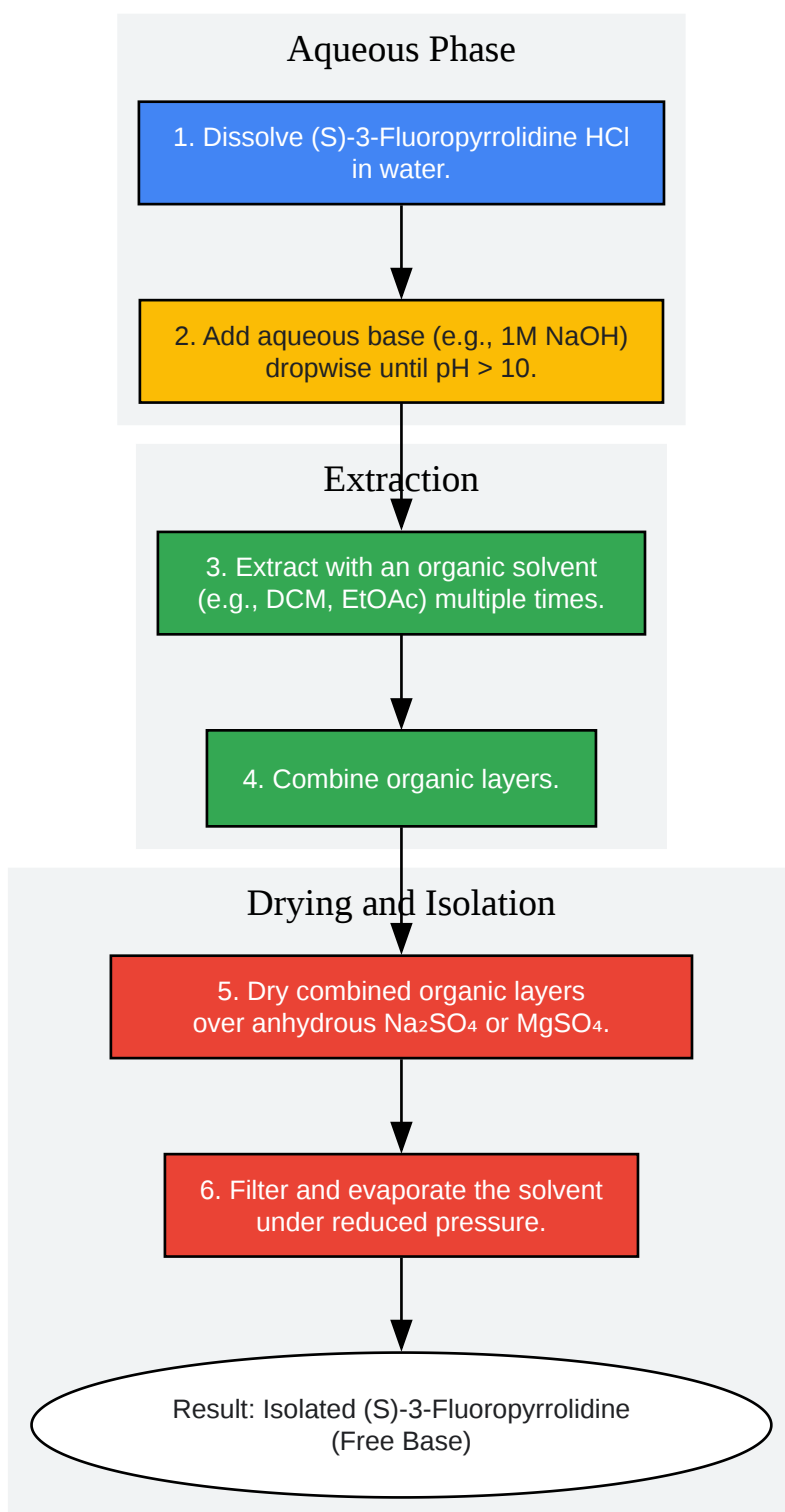 Aqueous Phase
1. Dissolve (S)-3-Fluoropyrrolidine HCl
in water.
2. Add aqueous base (e.g., 1M NaOH)
dropwise until pH > 10.
Extraction
3. Extract with an organic solvent
(e.g., DCM, EtOAc) multiple times.
4. Combine organic layers.
Drying and Isolation
5. Dry combined organic layers
over anhydrous Na₂SO₄ or MgSO₄.
6. Filter and evaporate the solvent
under reduced pressure.
Result: Isolated (S)-3-Fluoropyrrolidine
(Free Base)